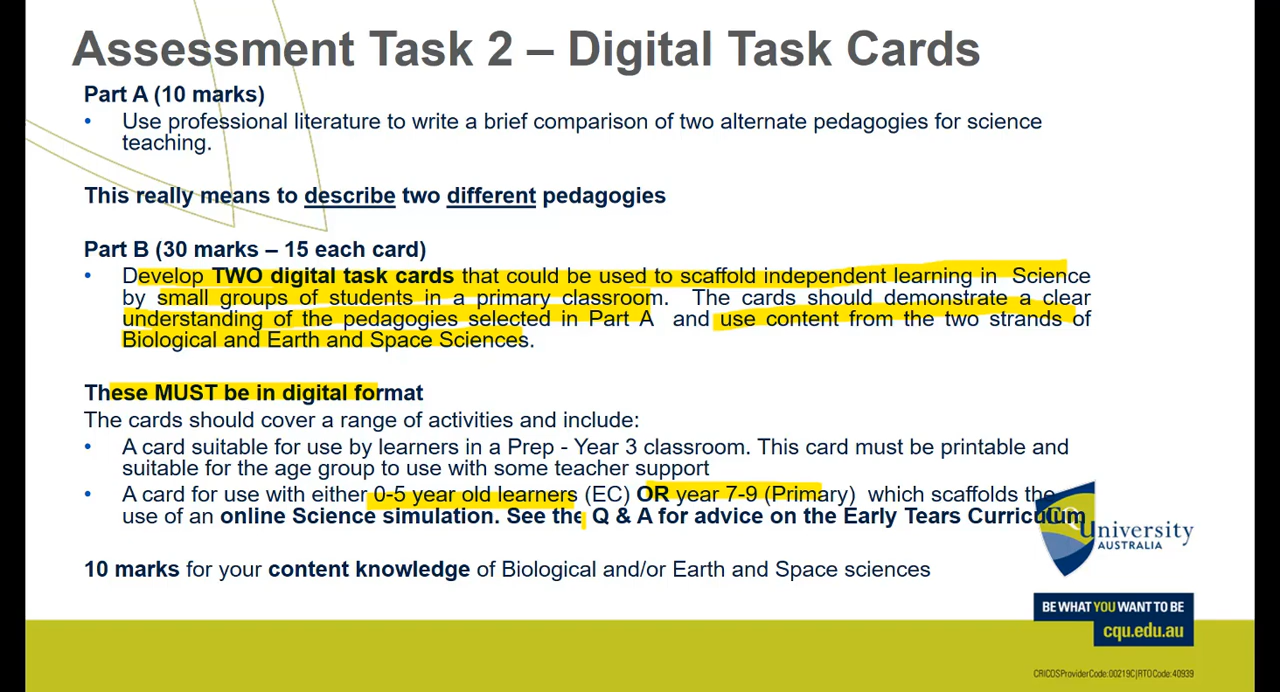 Assessment Task 2 – Digital Task Cards
Part A (10 marks)
• Use professional literature to write a brief comparison of two alternate pedagogies for science
teaching.
This really means to describe two different pedagogies
Part B (30 marks – 15 each card)
• Develop TWO digital task cards that could be used to scaffold independent learning in Science
by small groups of students in a primary classroom. The cards should demonstrate a clear
understanding of the pedagogies selected in Part A and use content from the two strands of
Biological and Earth and Space Sciences.
These MUST be in digital format
The cards should cover a range of activities and include:
• A card suitable for use by learners in a Prep - Year 3 classroom. This card must be printable and
suitable for the age group to use with some teacher support
• A card for use with either 0-5 year old learners (EC) OR year 7-9 (Primary) which scaffolds the
use of an online Science simulation. See the Q & A for advice on the Early Tears Curriculum
CQUniversity
AUSTRALIA
10 marks for your content knowledge of Biological and/or Earth and Space sciences
BE WHAT YOU WANT TO BE
cqu.edu.au
CRICOSProviderCode:00219C|RTOCode:40939